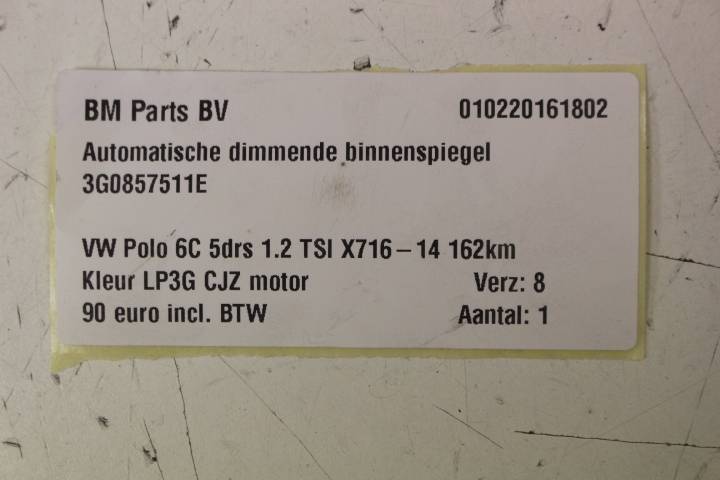 BM Parts BV 010220161802
Automatische dimmende binnenspiegel
3G0857511E
VW Polo 6C 5drs 1.2 TSI X716-14 162km
Kleur LP3G CJZ motor Verz: 8
90 euro incl. BTW Aantal: 1